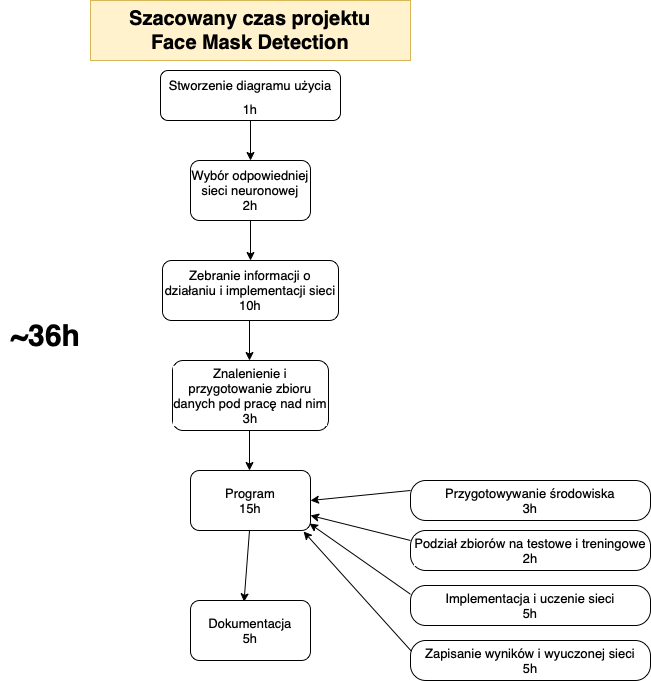 Szacowany czas projektu
Face Mask Detection
Stworzenie diagramu użycia
1h
Wybór odpowiedniej
sieci neuronowej
2h
Zebranie informacji o
działaniu i implementacji sieci
10h
~36h
Znalenienie i
przygotowanie zbioru
danych pod pracę nad nim
3h
Program
15h
Przygotowywanie środowiska
3h
Podział zbiorów na testowe i treningowe
2h
Implementacja i uczenie sieci
5h
Zapisanie wyników i wyuczonej sieci
5h
Dokumentacja
5h